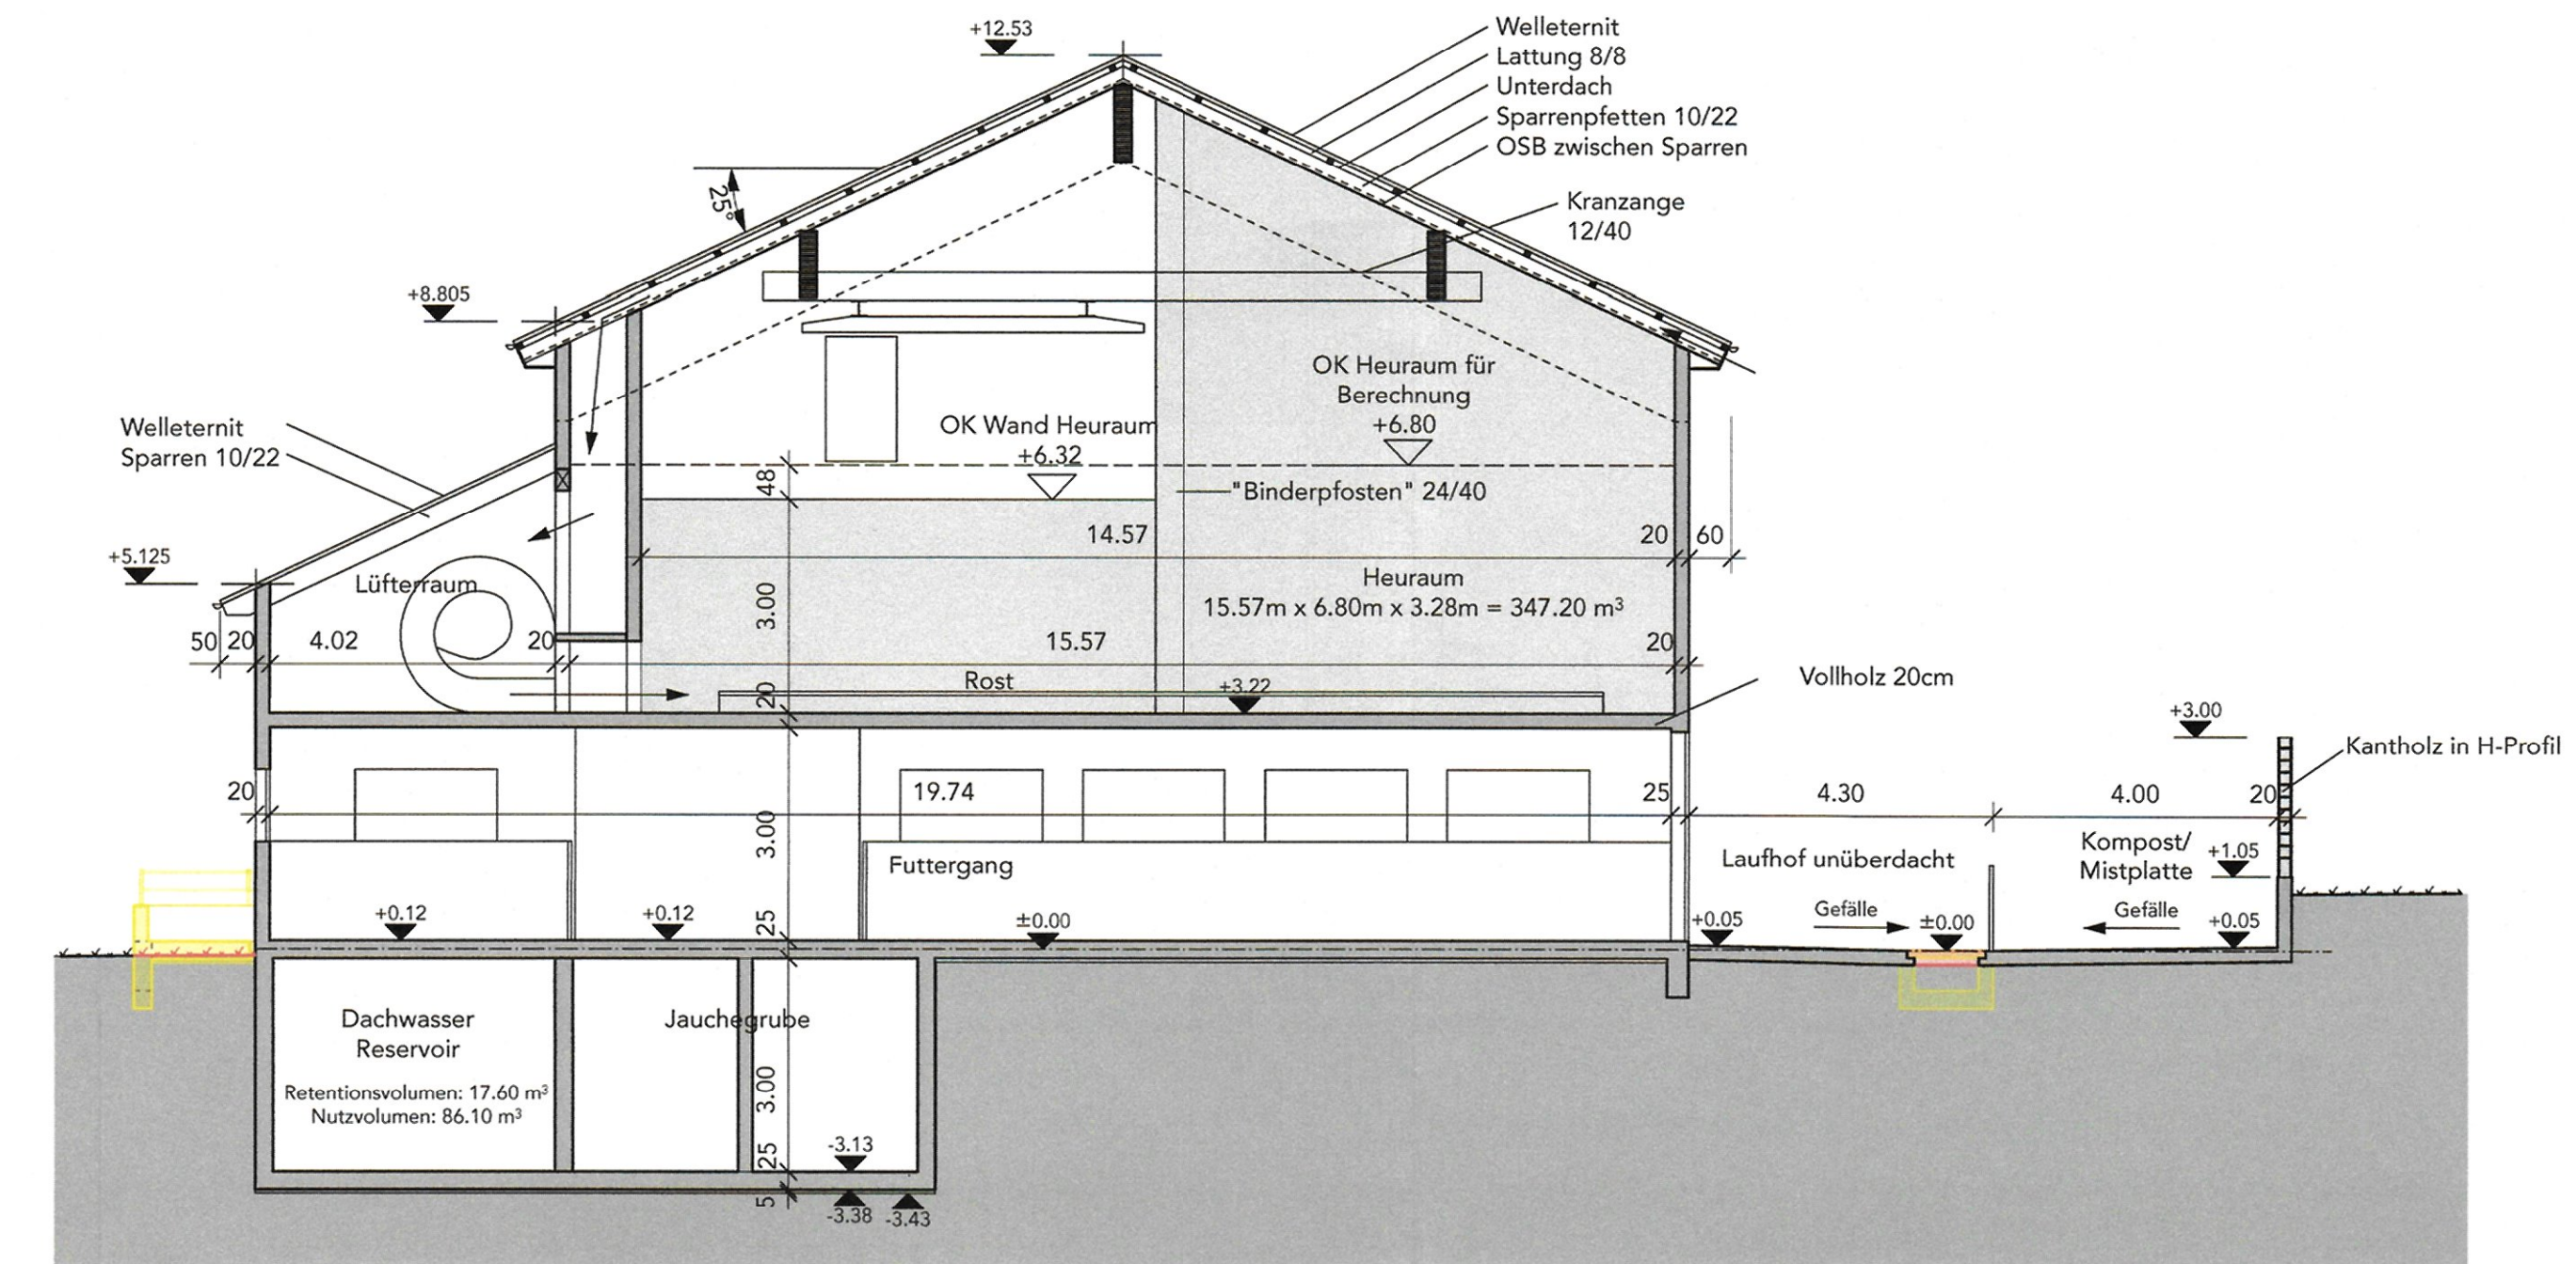 +12.53
Welleternit
Lattung 8/8
Unterdach
Sparrenpfetten 10/22
OSB zwischen Sparren
25°
Kranzange
12/40
+8.805
OK Heuraum für
Berechnung
+6.80
OK Wand Heuraum
+6.32
Welleternit
Sparren 10/22
48
"Binderpfosten" 24/40
14.57
20
60
+5.125
Lüfterraum
3.00
Heuraum
15.57m x 6.80m x 3.28m = 347.20 m³
50
20
4.02
20
15.57
20
Rost
20
+3.22
Vollholz 20cm
+3.00
Kantholz in H-Profil
20
19.74
25
4.30
4.00
20
3.00
Futtergang
Laufhof unüberdacht
Kompost/
Mistplatte
+1.05
+0.12
+0.12
25
±0.00
+0.05
Gefälle
±0.00
Gefälle
+0.05
Dachwasser
Reservoir
Jauchegrube
Retentionsvolumen: 17.60 m³
Nutzvolumen: 86.10 m³
3.00
-3.13
25
5
-3.38
-3.43